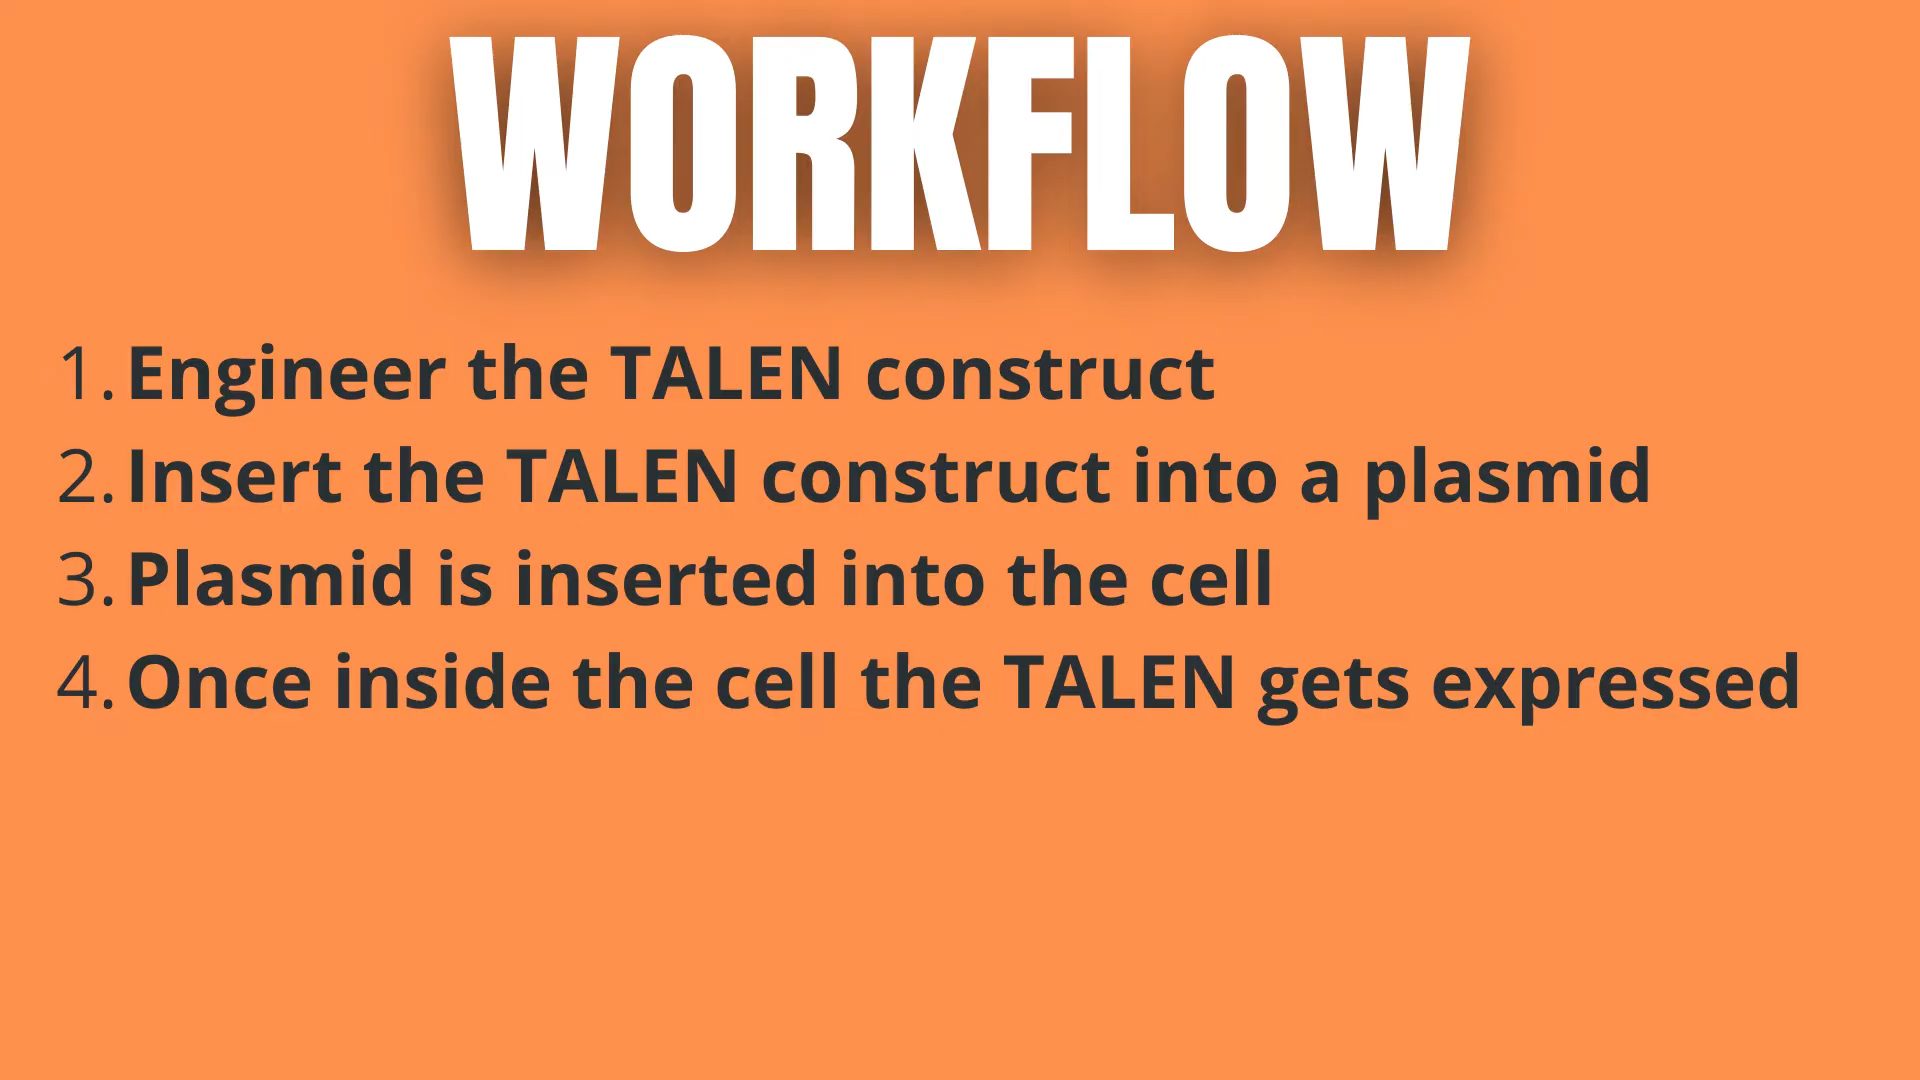 WORKFLOW
1. Engineer the TALEN construct
2. Insert the TALEN construct into a plasmid
3. Plasmid is inserted into the cell
4. Once inside the cell the TALEN gets expressed